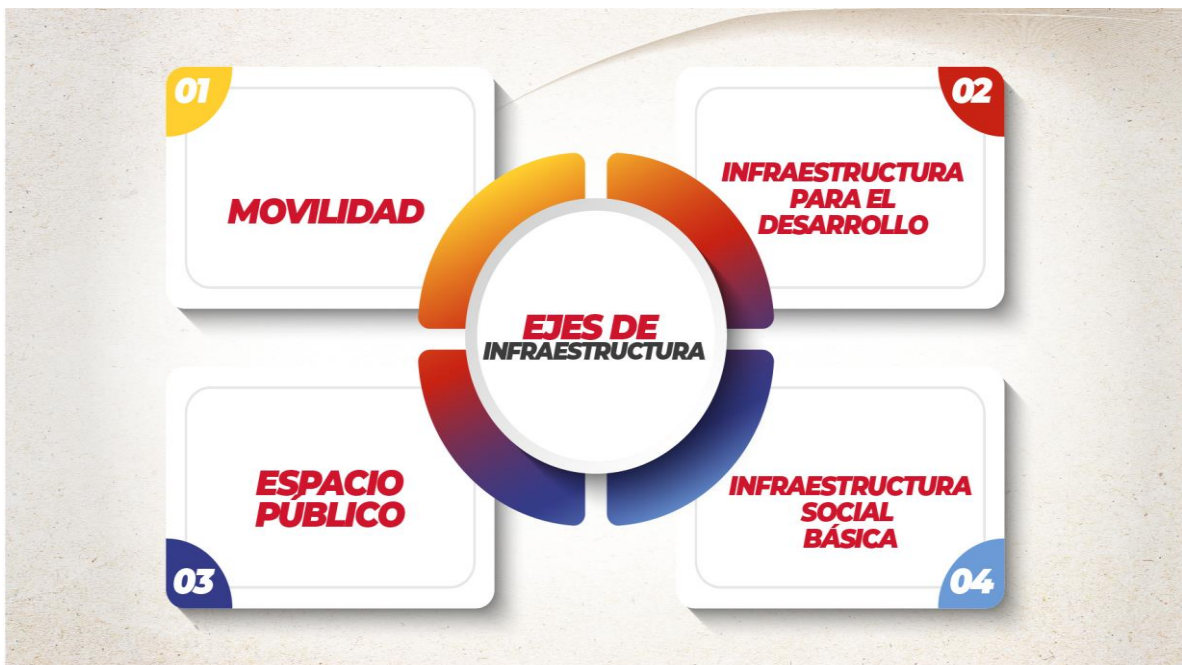 01
MOVILIDAD
02
INFRAESTRUCTURA
PARA EL
DESARROLLO
EJES DE
INFRAESTRUCTURA
ESPACIO
PÚBLICO
03
INFRAESTRUCTURA
SOCIAL
BÁSICA
04